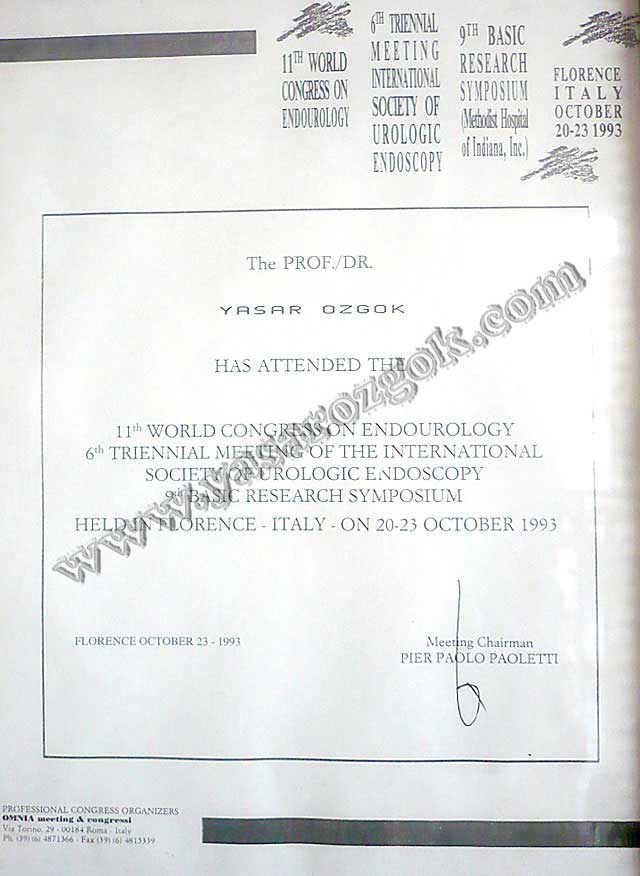 11TH WORLD
CONGRESS ON
ENDOUROLOGY
6TH TRIENNIAL
MEETING
INTERNATIONAL
SOCIETY OF
UROLOGIC
ENDOSCOPY
9TH BASIC
RESEARCH
SYMPOSIUM
(Methodist Hospital
of Indiana, Inc.)
FLORENCE
ITALY
OCTOBER
20-23 1993
The PROF./DR.
YASAR OZGOK
HAS ATTENDED THE
11th WORLD CONGRESS ON ENDOUROLOGY
6th TRIENNIAL MEETING OF THE INTERNATIONAL
SOCIETY OF UROLOGIC ENDOSCOPY
9th BASIC RESEARCH SYMPOSIUM
HELD IN FLORENCE - ITALY - ON 20-23 OCTOBER 1993
www.yasarozgok.com
FLORENCE OCTOBER 23 - 1993
Meeting Chairman
PIER PAOLO PAOLETTI
PROFESSIONAL CONGRESS ORGANIZERS
OMNIA meeting & congressi
Via Torino, 29 - 00184 Roma - Italy
Ph. (39) (6) 4871366 - Fax (39) (6) 4815339